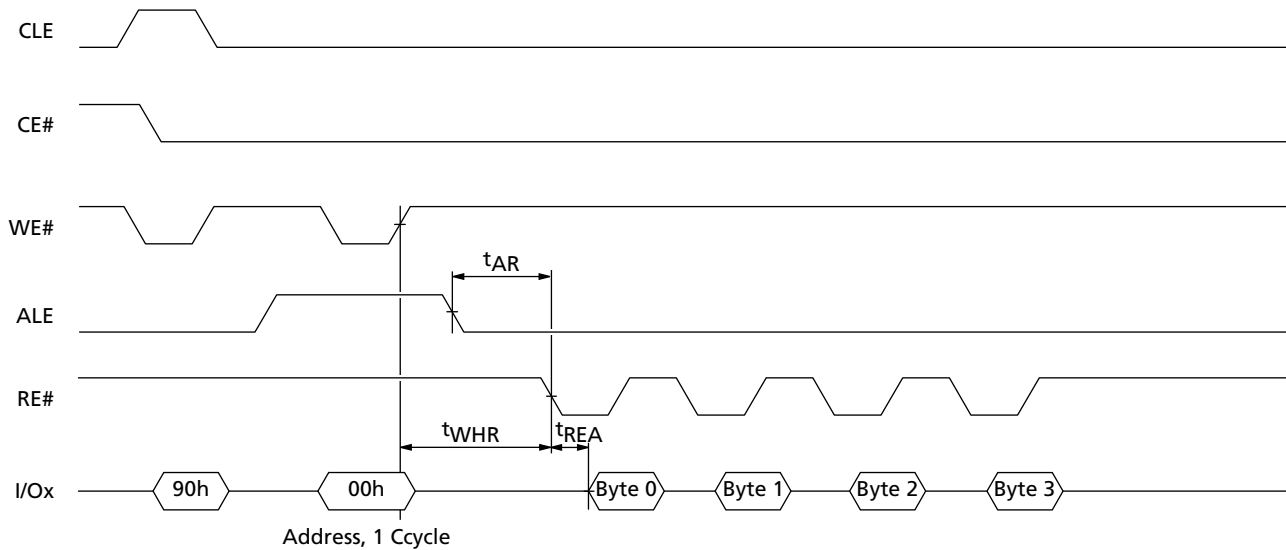 CLE
CE#
WE#
tAR
ALE
RE#
tWHR
tREA
I/Ox
90h
00h
Byte 0
Byte 1
Byte 2
Byte 3
Address, 1 Ccycle